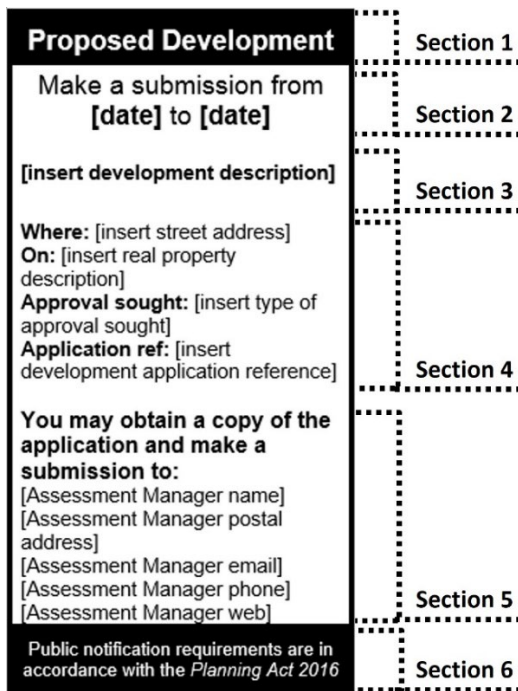 Proposed Development
Section 1
Make a submission from
[date] to [date]
Section 2
[insert development description]
Section 3
Where: [insert street address]
On: [insert real property
description]
Approval sought: [insert type of
approval sought]
Application ref: [insert
development application reference]
Section 4
You may obtain a copy of the
application and make a
submission to:
[Assessment Manager name]
[Assessment Manager postal
address]
[Assessment Manager email]
[Assessment Manager phone]
[Assessment Manager web]
Section 5
Public notification requirements are in
accordance with the Planning Act 2016
Section 6